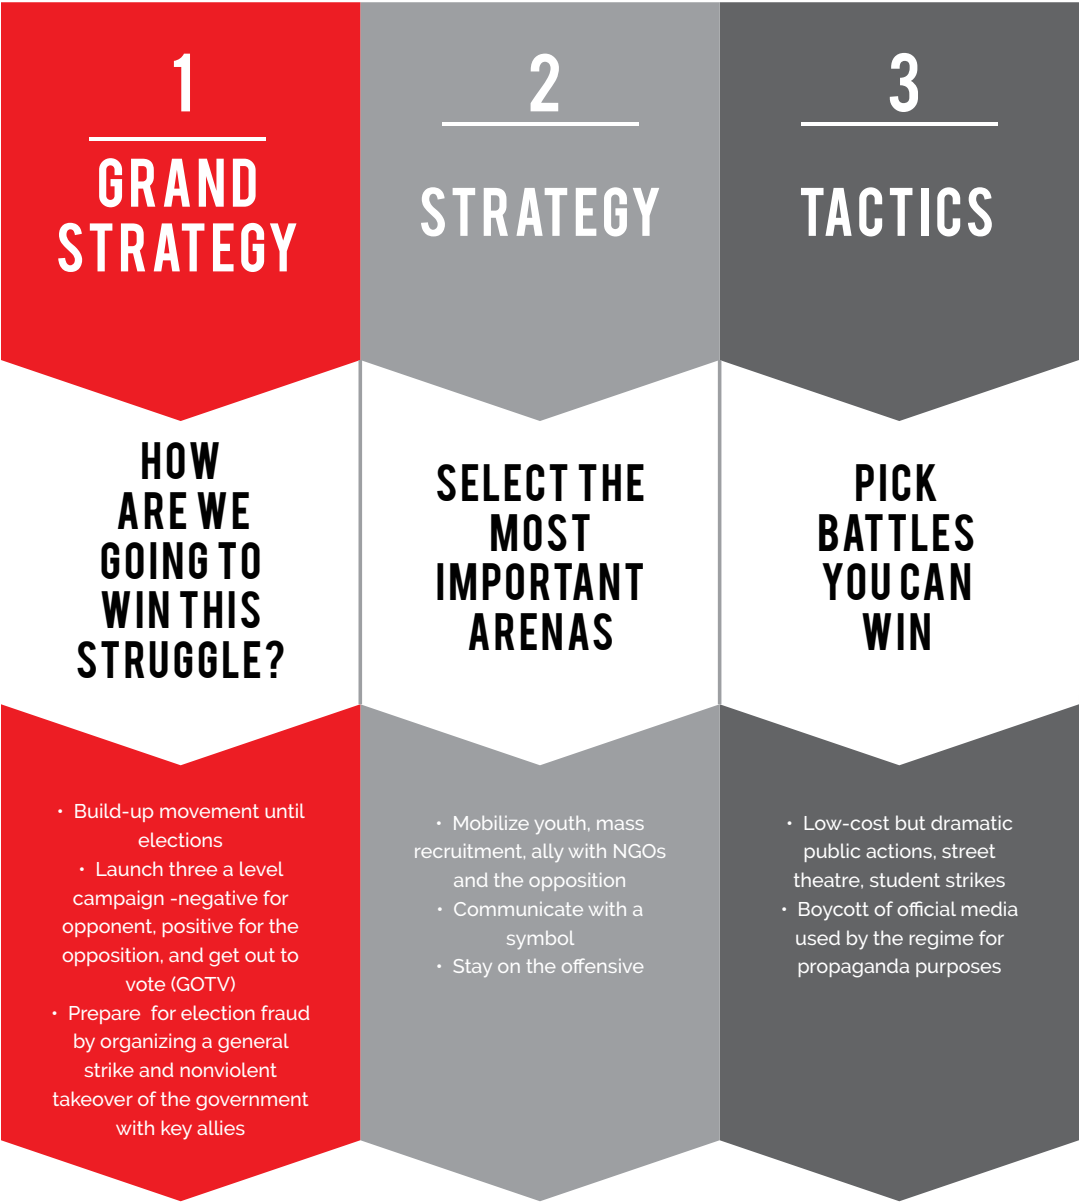 1
GRAND
STRATEGY
HOW
ARE WE
GOING TO
WIN THIS
STRUGGLE?
• Build-up movement until
elections
• Launch three a level
campaign -negative for
opponent, positive for the
opposition, and get out to
vote (GOTV)
• Prepare for election fraud
by organizing a general
strike and nonviolent
takeover of the government
with key allies
2
STRATEGY
SELECT THE
MOST
IMPORTANT
ARENAS
• Mobilize youth, mass
recruitment, ally with NGOs
and the opposition
• Communicate with a
symbol
• Stay on the offensive
3
TACTICS
PICK
BATTLES
YOU CAN
WIN
• Low-cost but dramatic
public actions, street
theatre, student strikes
• Boycott of official media
used by the regime for
propaganda purposes